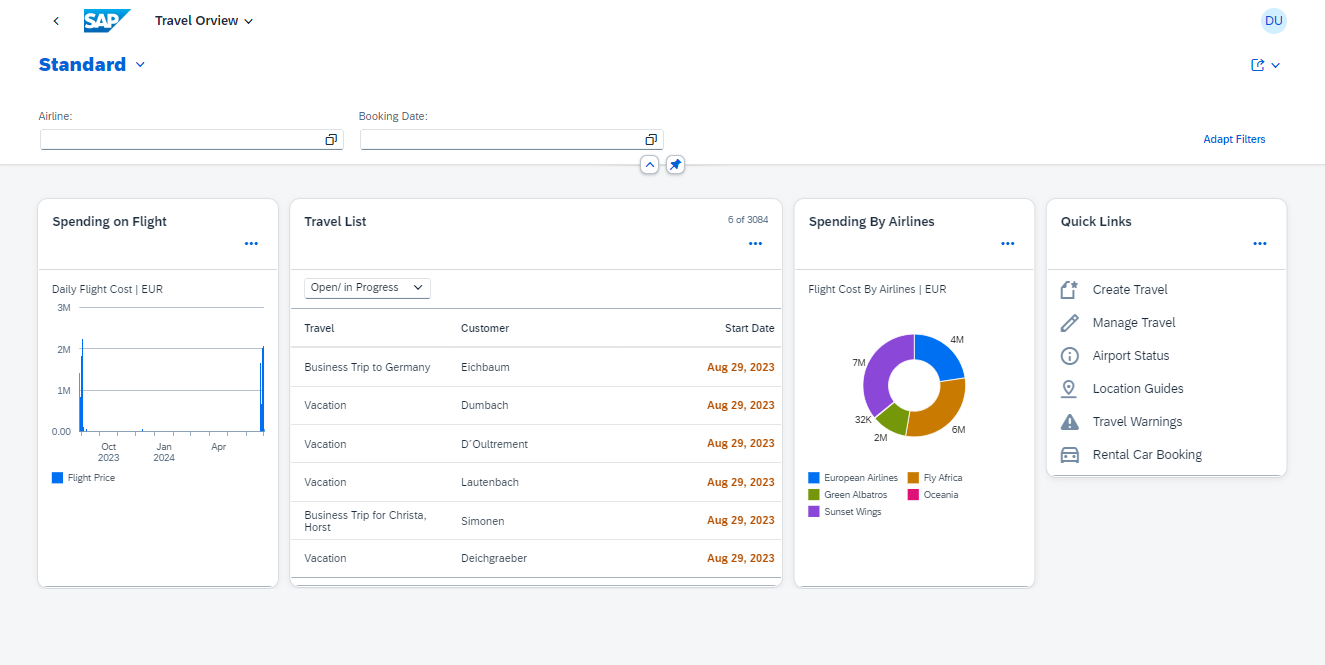 SAP
Travel Orview
DU
Standard
Airline:
Booking Date:
Adapt Filters
Spending on Flight
Daily Flight Cost | EUR
3M
2M
1M
0.00
Oct
2023
Jan
2024
Apr
Flight Price
Travel List
6 of 3084
Open/ in Progress
Travel Customer Start Date
Business Trip to Germany Eichbaum Aug 29, 2023
Vacation Dumbach Aug 29, 2023
Vacation D´Oultrement Aug 29, 2023
Vacation Lautenbach Aug 29, 2023
Business Trip for Christa,
Horst Simonen Aug 29, 2023
Vacation Deichgraeber Aug 29, 2023
Spending By Airlines
Flight Cost By Airlines | EUR
4M
7M
32K
2M
6M
European Airlines Fly Africa
Green Albatros Oceania
Sunset Wings
Quick Links
Create Travel
Manage Travel
Airport Status
Location Guides
Travel Warnings
Rental Car Booking